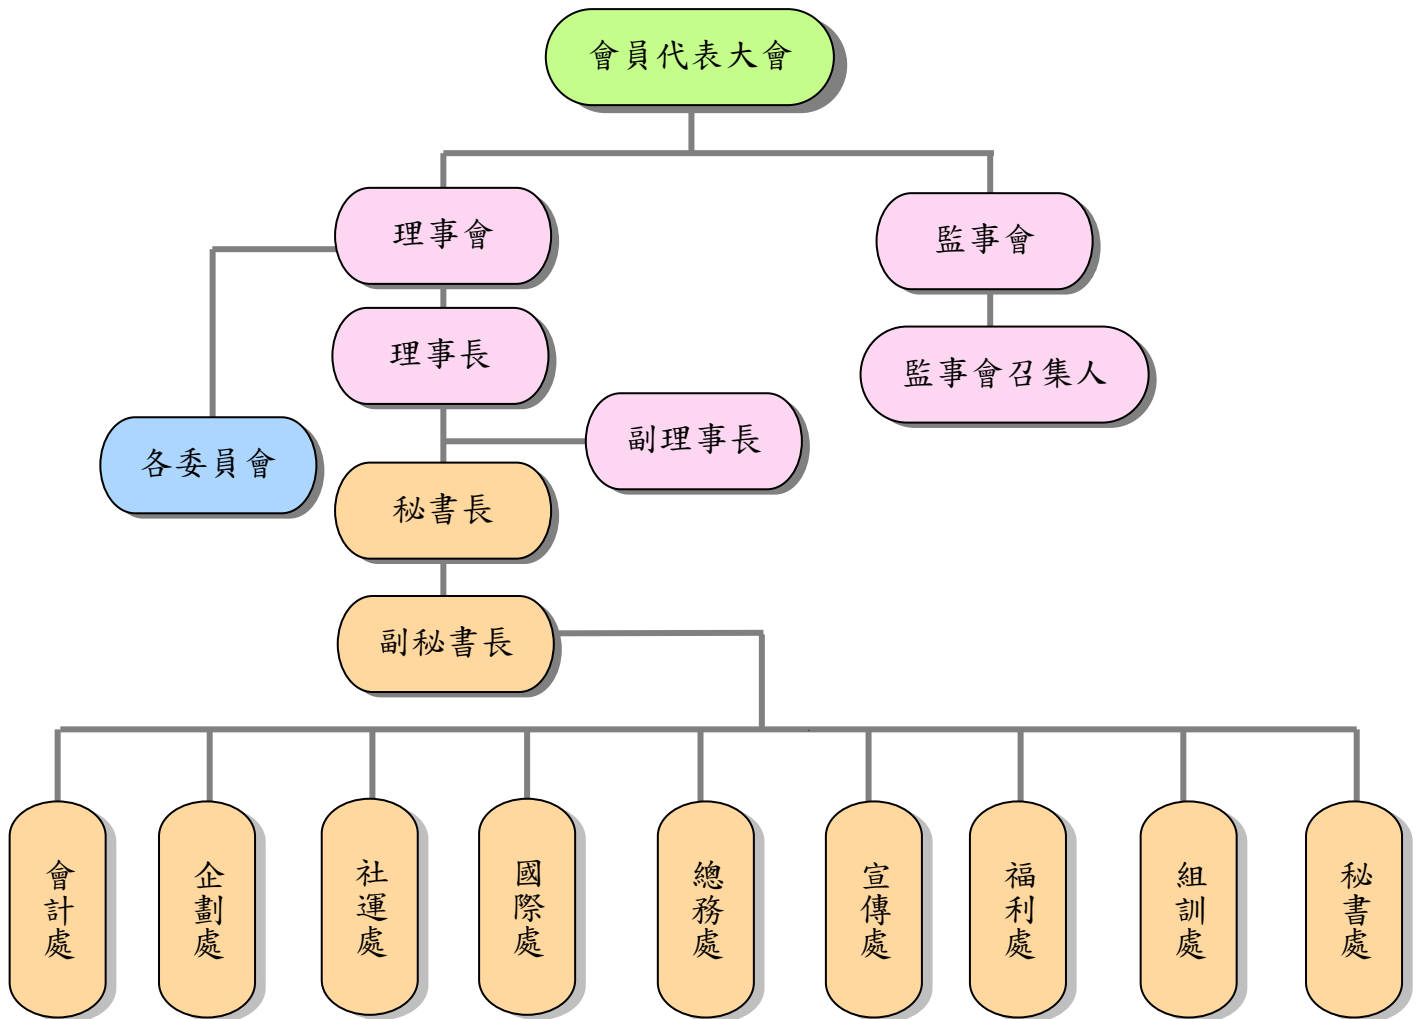 會員代表大會
理事會
監事會
理事長
監事會召集人
副理事長
各委員會
秘書長
副秘書長
會計處
企劃處
社運處
國際處
總務處
宣傳處
福利處
組訓處
秘書處